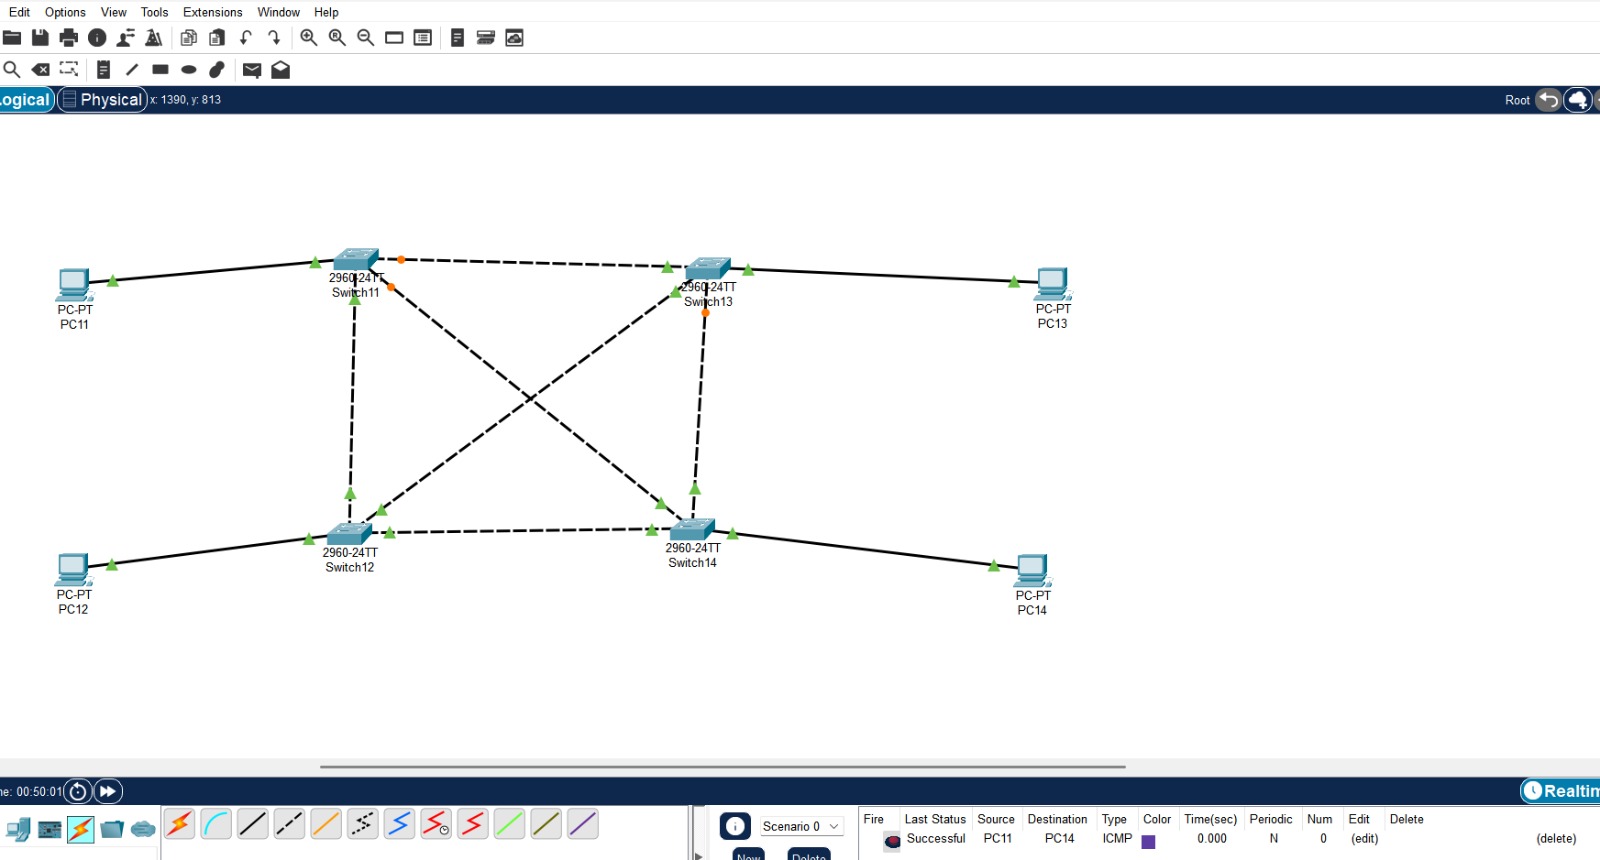 Edit Options View Tools Extensions Window Help
Logical Physical x: 1390, y: 813 Root
2960-24TT
Switch11
2960-24TT
Switch13
PC-PT
PC11
PC-PT
PC13
2960-24TT
Switch12
2960-24TT
Switch14
PC-PT
PC12
PC-PT
PC14
me: 00:50:01 Realtim
Scenario 0
New Delete
Fire Last Status Source Destination Type Color Time(sec) Periodic Num Edit Delete
Successful PC11 PC14 ICMP 0.000 N 0 (edit) (delete)